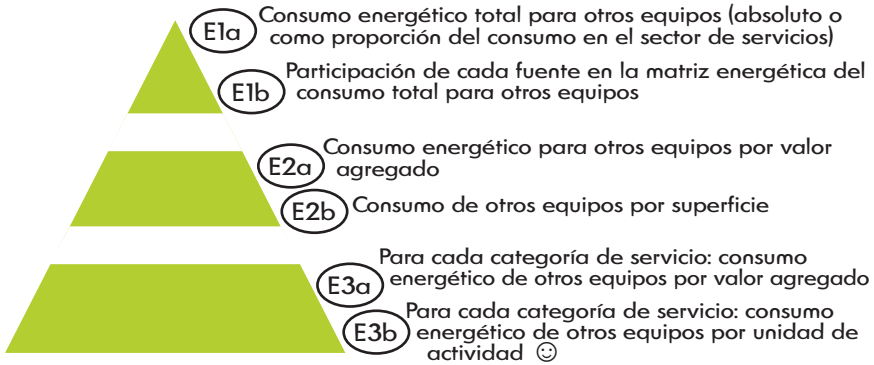 E1a Consumo energético total para otros equipos (absoluto o
como proporción del consumo en el sector de servicios)
E1b Participación de cada fuente en la matriz energética del
consumo total para otros equipos
E2a Consumo energético para otros equipos por valor
agregado
E2b Consumo de otros equipos por superficie
E3a Para cada categoría de servicio: consumo
energético de otros equipos por valor agregado
E3b Para cada categoría de servicio: consumo
energético de otros equipos por unidad de
actividad ☺